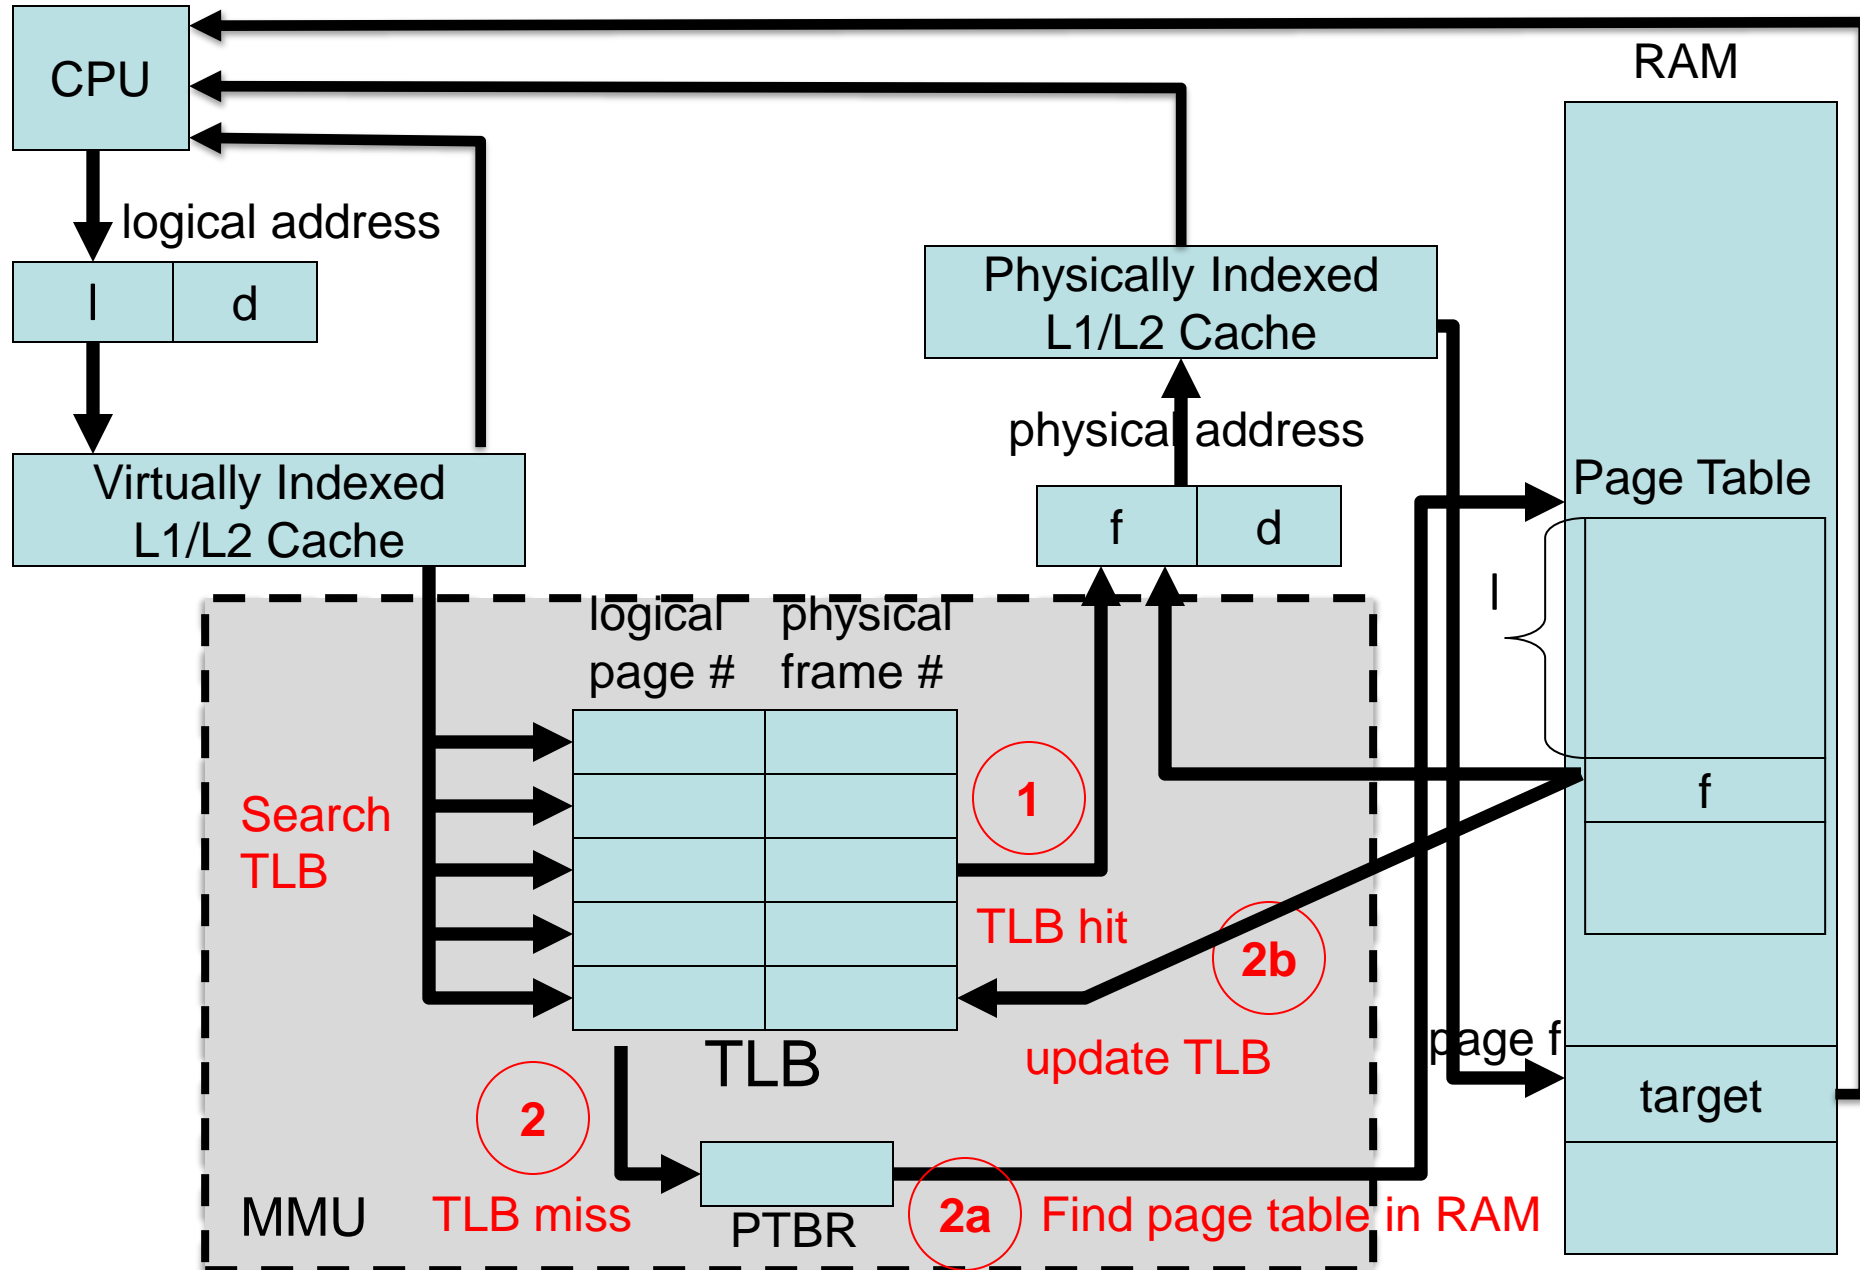 CPU
RAM
logical address
l d
Physically Indexed
L1/L2 Cache
physical address
Virtually Indexed
L1/L2 Cache
Page Table
f d
l
logical physical
page # frame #
f
Search
TLB
1
TLB hit
2b
TLB
update TLB
page f
target
2
MMU
TLB miss
PTBR
2a
Find page table in RAM